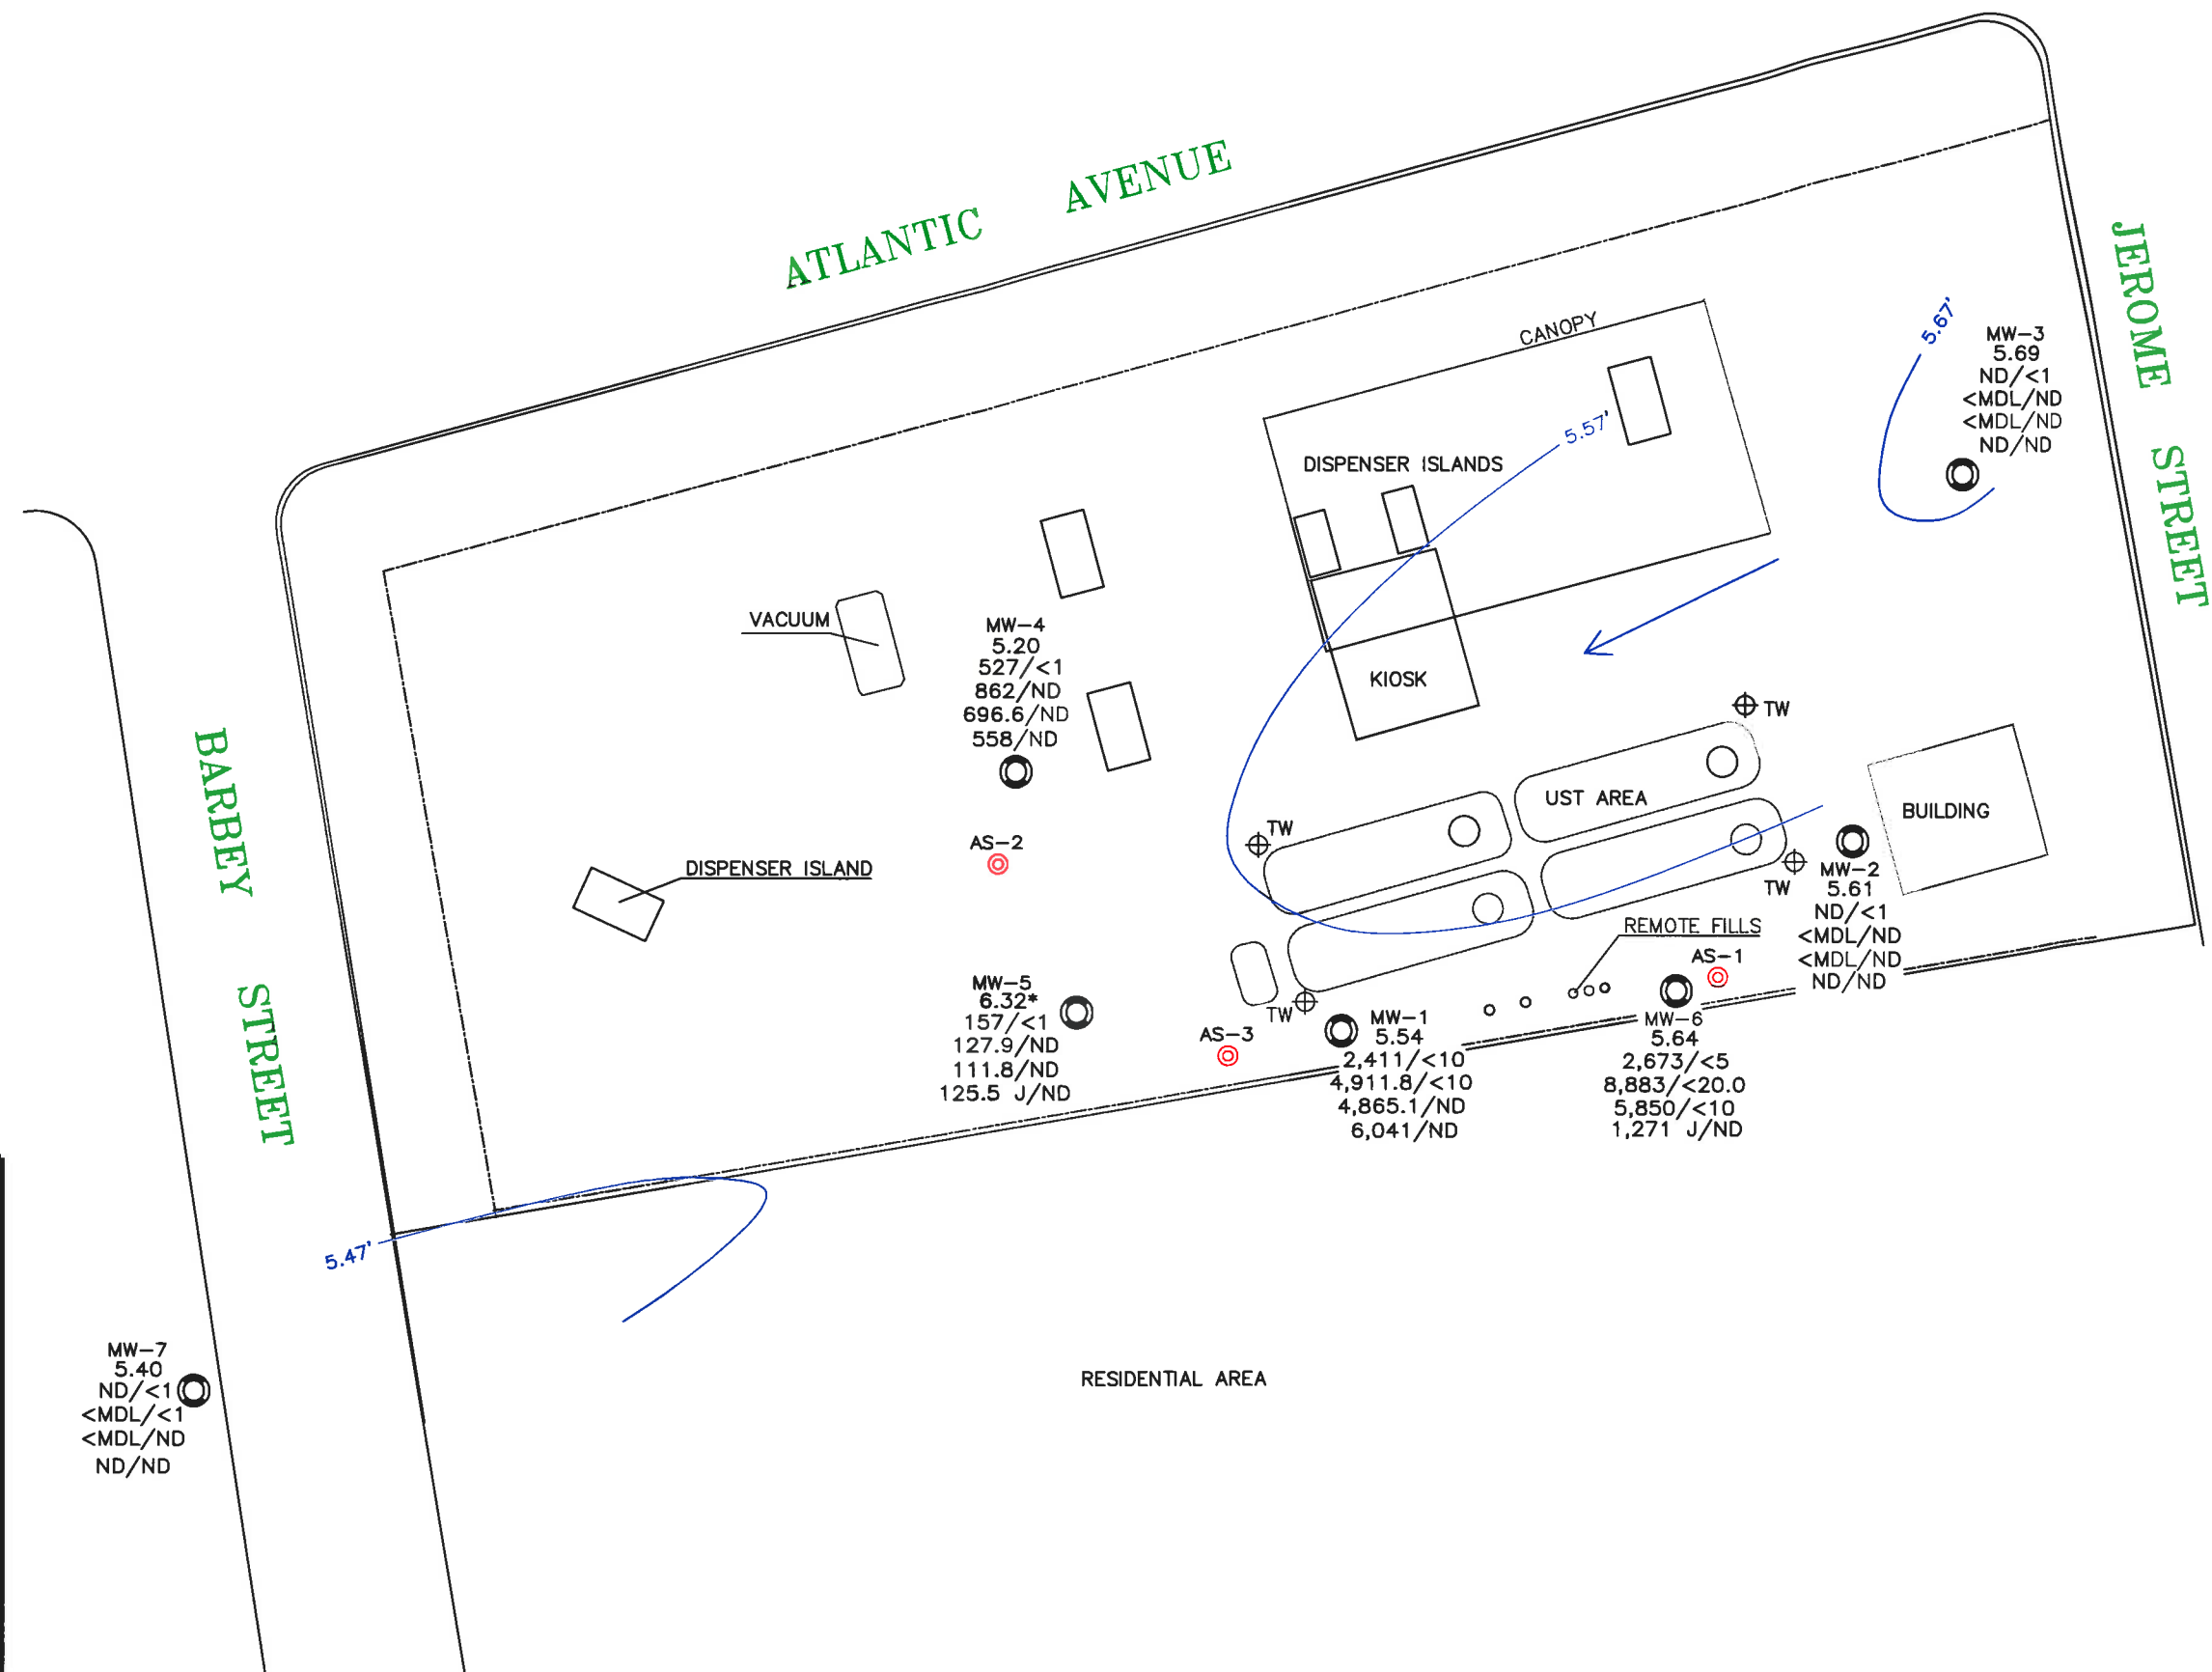 ATLANTIC AVENUE
JEROME STREET
BARBEY STREET
5.67'
MW-3
5.69
ND/<1
<MDL/ND
<MDL/ND
ND/ND
CANOPY
5.57'
DISPENSER ISLANDS
KIOSK
VACUUM
MW-4
5.20
527/<1
862/ND
696.6/ND
558/ND
TW
UST AREA
BUILDING
TW
TW
AS-2
DISPENSER ISLAND
MW-2
5.61
ND/<1
<MDL/ND
<MDL/ND
ND/ND
REMOTE FILLS
AS-1
MW-5
6.32*
157/<1
127.9/ND
111.8/ND
125.5 J/ND
TW
AS-3
MW-1
5.54
2,411/<10
4,911.8/<10
4,865.1/ND
6,041/ND
MW-6
5.64
2,673/<5
8,883/<20.0
5,850/<10
1,271 J/ND
5.47'
MW-7
5.40
ND/<1
<MDL/<1
<MDL/ND
ND/ND
RESIDENTIAL AREA